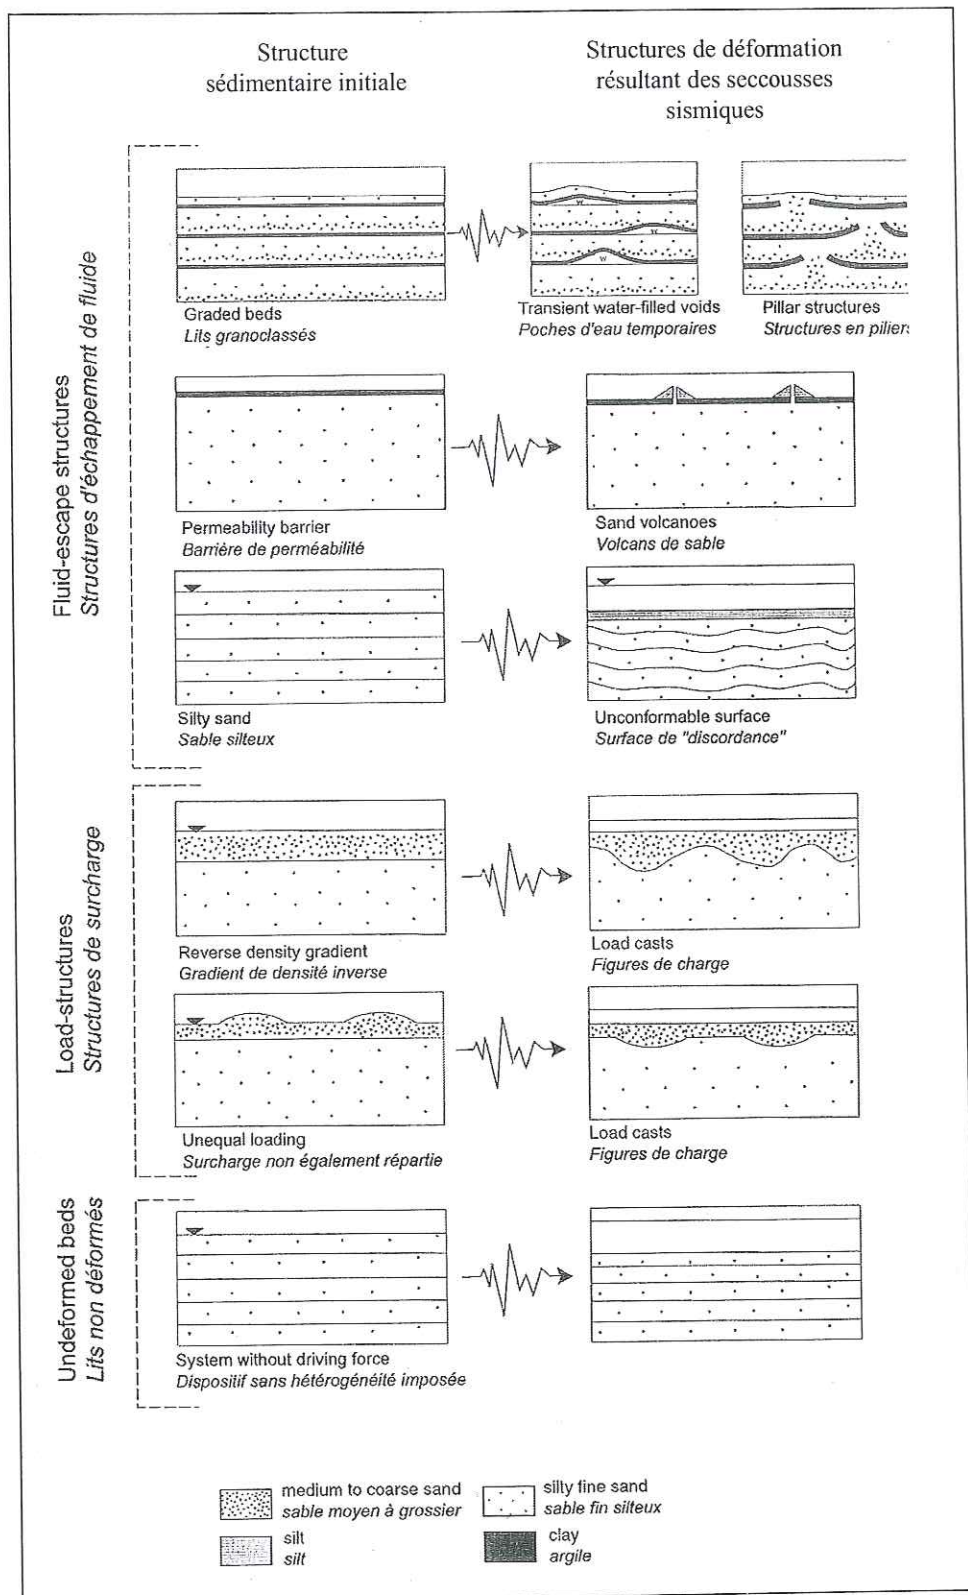 Structure
sédimentaire initiale
Structures de déformation
résultant des seccousses
sismiques
Fluid-escape structures
Structures d'échappement de fluide
Graded beds
Lits granoclassés
w
w
w
Transient water-filled voids
Poches d'eau temporaires
Pillar structures
Structures en piliers
Permeability barrier
Barrière de perméabilité
Sand volcanoes
Volcans de sable
Silty sand
Sable silteux
Unconformable surface
Surface de "discordance"
Load-structures
Structures de surcharge
Reverse density gradient
Gradient de densité inverse
Load casts
Figures de charge
Unequal loading
Surcharge non également répartie
Load casts
Figures de charge
Undeformed beds
Lits non déformés
System without driving force
Dispositif sans hétérogénéité imposée
medium to coarse sand
sable moyen à grossier
silty fine sand
sable fin silteux
silt
silt
clay
argile